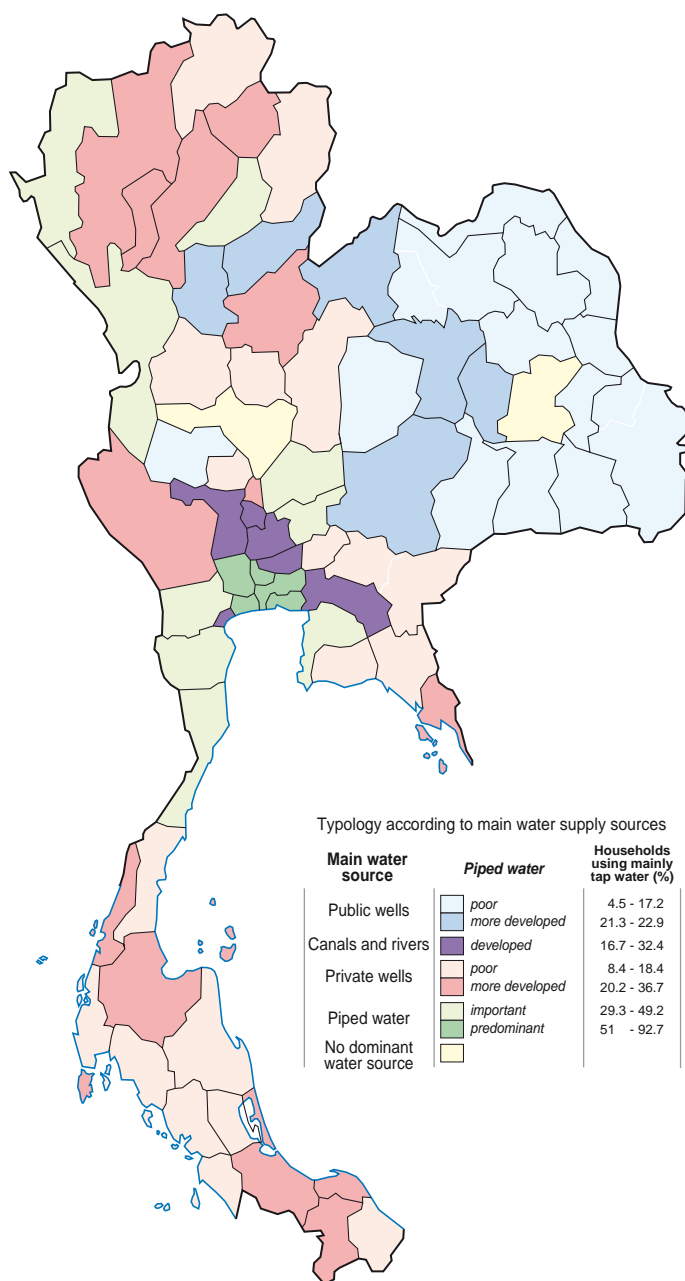 Typology according to main water supply sources
Main water source
Piped water
Households using mainly tap water (%)
Public wells
poor
4.5 - 17.2
more developed
21.3 - 22.9
Canals and rivers
developed
16.7 - 32.4
Private wells
poor
8.4 - 18.4
more developed
20.2 - 36.7
Piped water
important
29.3 - 49.2
predominant
51 - 92.7
No dominant water source